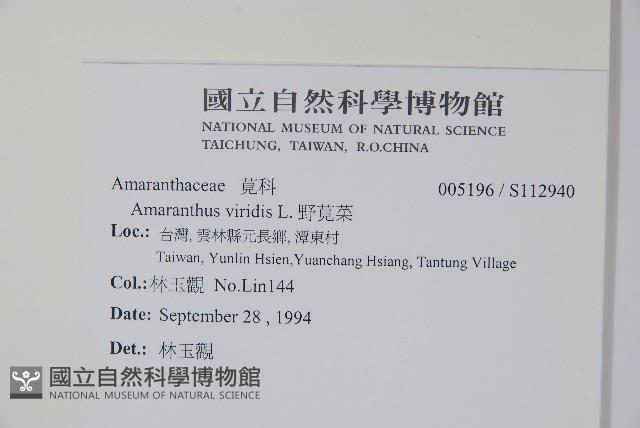 國立自然科學博物館
NATIONAL MUSEUM OF NATURAL SCIENCE
TAICHUNG, TAIWAN, R.O.CHINA
Amaranthaceae 莧科 005196 / S112940
Amaranthus viridis L. 野莧菜
Loc.: 台灣, 雲林縣元長鄉, 潭東村
Taiwan, Yunlin Hsien,Yuanchang Hsiang, Tantung Village
Col.: 林玉觀 No.Lin144
Date: September 28 , 1994
Det.: 林玉觀
國立自然科學博物館
NATIONAL MUSEUM OF NATURAL SCIENCE